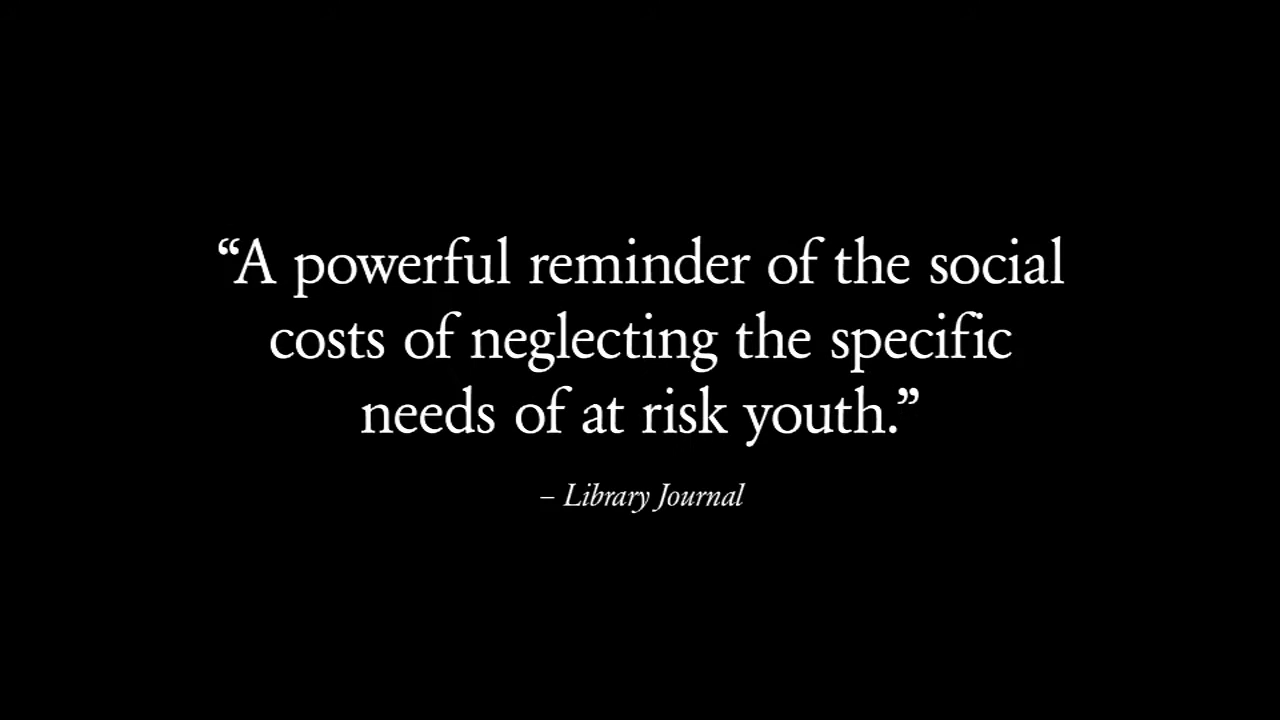 “A powerful reminder of the social
costs of neglecting the specific
needs of at risk youth.”
– Library Journal